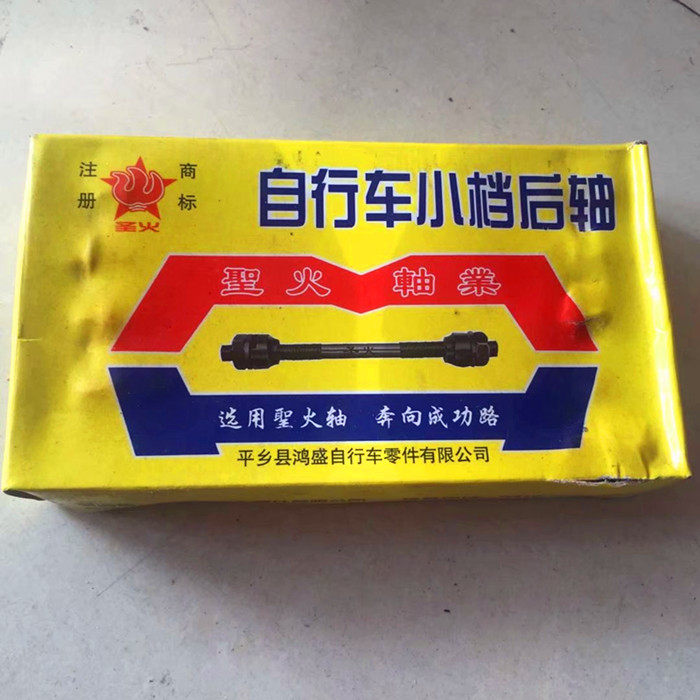 注册
商标
圣火
自行车小档后轴
聖火 軸業
选用聖火轴 奔向成功路
平乡县鸿盛自行车零件有限公司